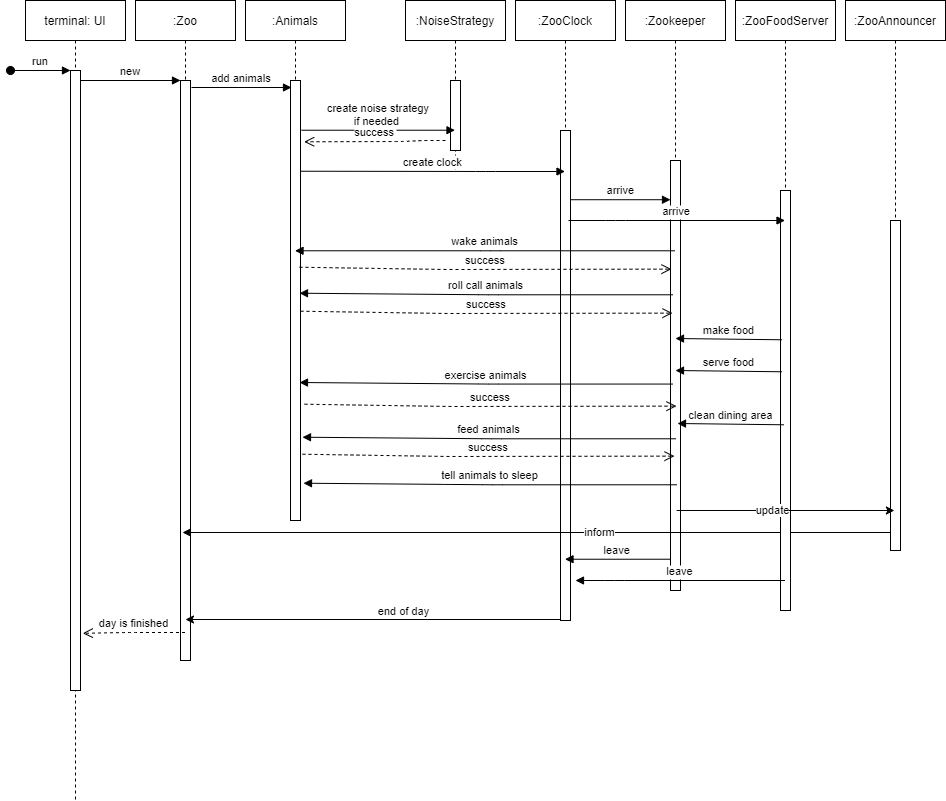 terminal: UI
:Zoo
:Animals
:NoiseStrategy
:ZooClock
:Zookeeper
:ZooFoodServer
:ZooAnnouncer
run
new
add animals
create noise strategy
if needed
success
create clock
arrive
arrive
wake animals
success
roll call animals
success
make food
serve food
exercise animals
success
clean dining area
feed animals
success
tell animals to sleep
update
inform
leave
leave
end of day
day is finished